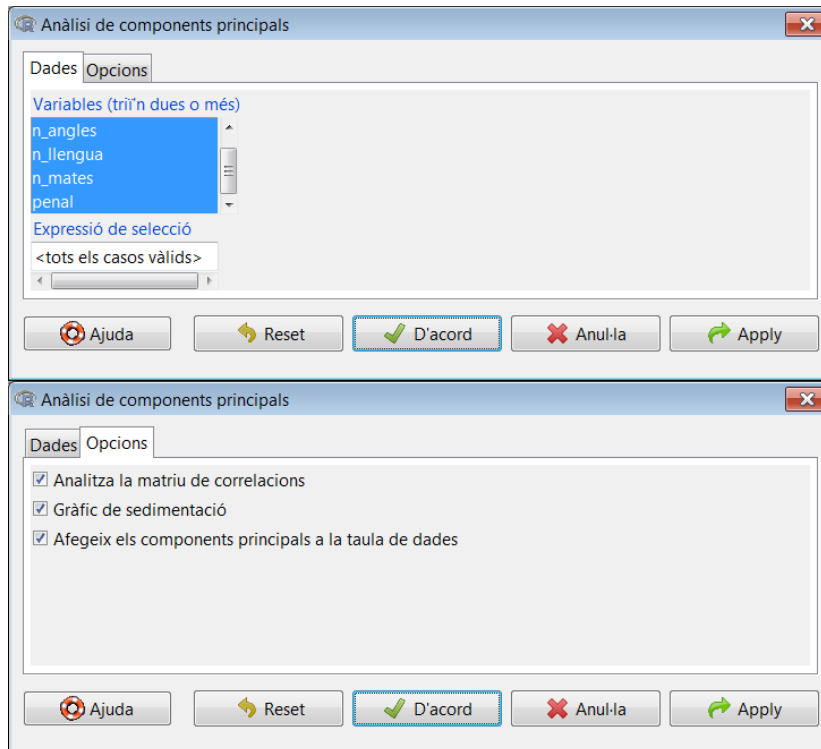 Anàlisi de components principals
Dades Opcions
Variables (triï'n dues o més)
n_angles
n_llengua
n_mates
penal
Expressió de selecció
<tots els casos vàlids>
Ajuda Reset D'acord Anul·la Apply
Anàlisi de components principals
Dades Opcions
Analitza la matriu de correlacions
Gràfic de sedimentació
Afegeix els components principals a la taula de dades
Ajuda Reset D'acord Anul·la Apply